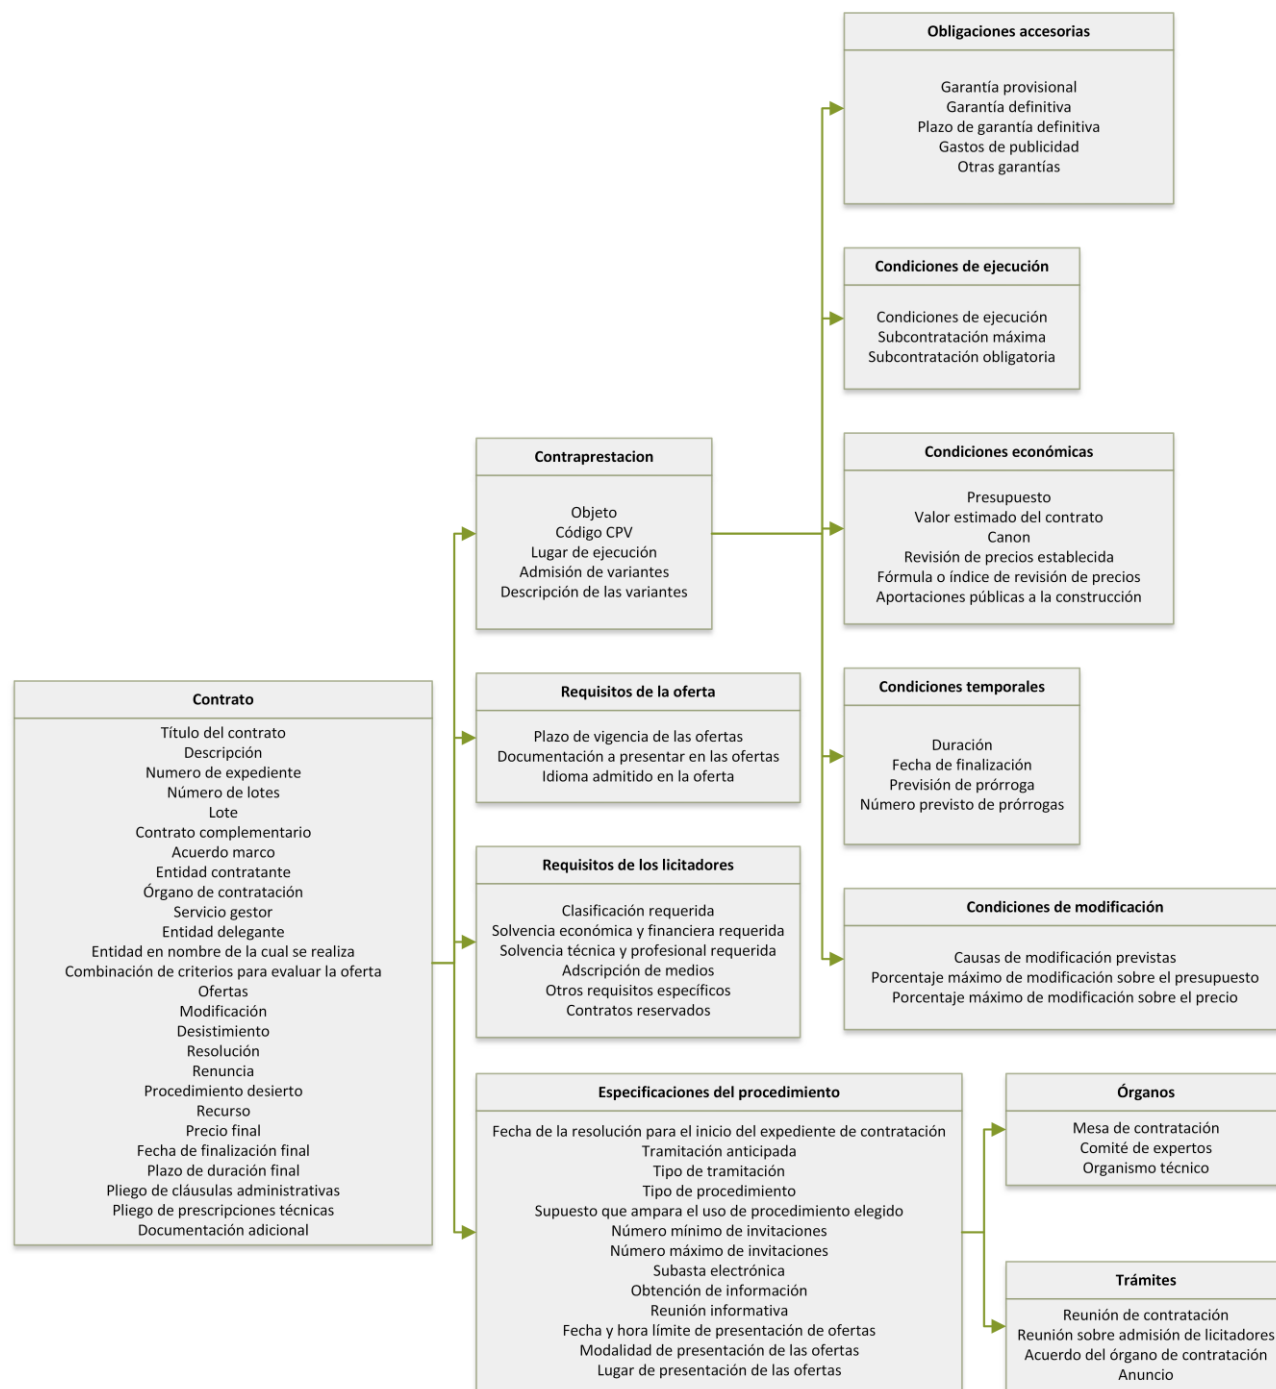 Obligaciones accesorias
Garantía provisional
Garantía definitiva
Plazo de garantía definitiva
Gastos de publicidad
Otras garantías
Condiciones de ejecución
Condiciones de ejecución
Subcontratación máxima
Subcontratación obligatoria
Contraprestacion
Objeto
Código CPV
Lugar de ejecución
Admisión de variantes
Descripción de las variantes
Condiciones económicas
Presupuesto
Valor estimado del contrato
Canon
Revisión de precios establecida
Fórmula o índice de revisión de precios
Aportaciones públicas a la construcción
Contrato
Título del contrato
Descripción
Numero de expediente
Número de lotes
Lote
Contrato complementario
Acuerdo marco
Entidad contratante
Órgano de contratación
Servicio gestor
Entidad delegante
Entidad en nombre de la cual se realiza
Combinación de criterios para evaluar la oferta
Ofertas
Modificación
Desistimiento
Resolución
Renuncia
Procedimiento desierto
Recurso
Precio final
Fecha de finalización final
Plazo de duración final
Pliego de cláusulas administrativas
Pliego de prescripciones técnicas
Documentación adicional
Requisitos de la oferta
Plazo de vigencia de las ofertas
Documentación a presentar en las ofertas
Idioma admitido en la oferta
Condiciones temporales
Duración
Fecha de finalización
Previsión de prórroga
Número previsto de prórrogas
Requisitos de los licitadores
Clasificación requerida
Solvencia económica y financiera requerida
Solvencia técnica y profesional requerida
Adscripción de medios
Otros requisitos específicos
Contratos reservados
Condiciones de modificación
Causas de modificación previstas
Porcentaje máximo de modificación sobre el presupuesto
Porcentaje máximo de modificación sobre el precio
Especificaciones del procedimiento
Fecha de la resolución para el inicio del expediente de contratación
Tramitación anticipada
Tipo de tramitación
Tipo de procedimiento
Supuesto que ampara el uso de procedimiento elegido
Número mínimo de invitaciones
Número máximo de invitaciones
Subasta electrónica
Obtención de información
Reunión informativa
Fecha y hora límite de presentación de ofertas
Modalidad de presentación de las ofertas
Lugar de presentación de las ofertas
Órganos
Mesa de contratación
Comité de expertos
Organismo técnico
Trámites
Reunión de contratación
Reunión sobre admisión de licitadores
Acuerdo del órgano de contratación
Anuncio